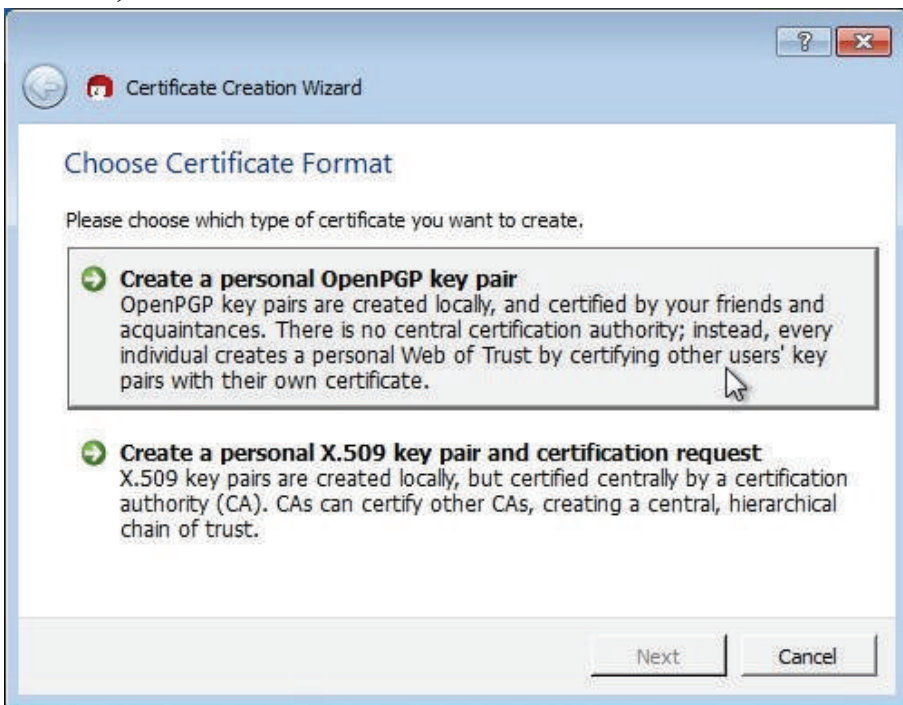 Certificate Creation Wizard
Choose Certificate Format
Please choose which type of certificate you want to create.
Create a personal OpenPGP key pair
OpenPGP key pairs are created locally, and certified by your friends and
acquaintances. There is no central certification authority; instead, every
individual creates a personal Web of Trust by certifying other users' key
pairs with their own certificate.
Create a personal X.509 key pair and certification request
X.509 key pairs are created locally, but certified centrally by a certification
authority (CA). CAs can certify other CAs, creating a central, hierarchical
chain of trust.
Next Cancel